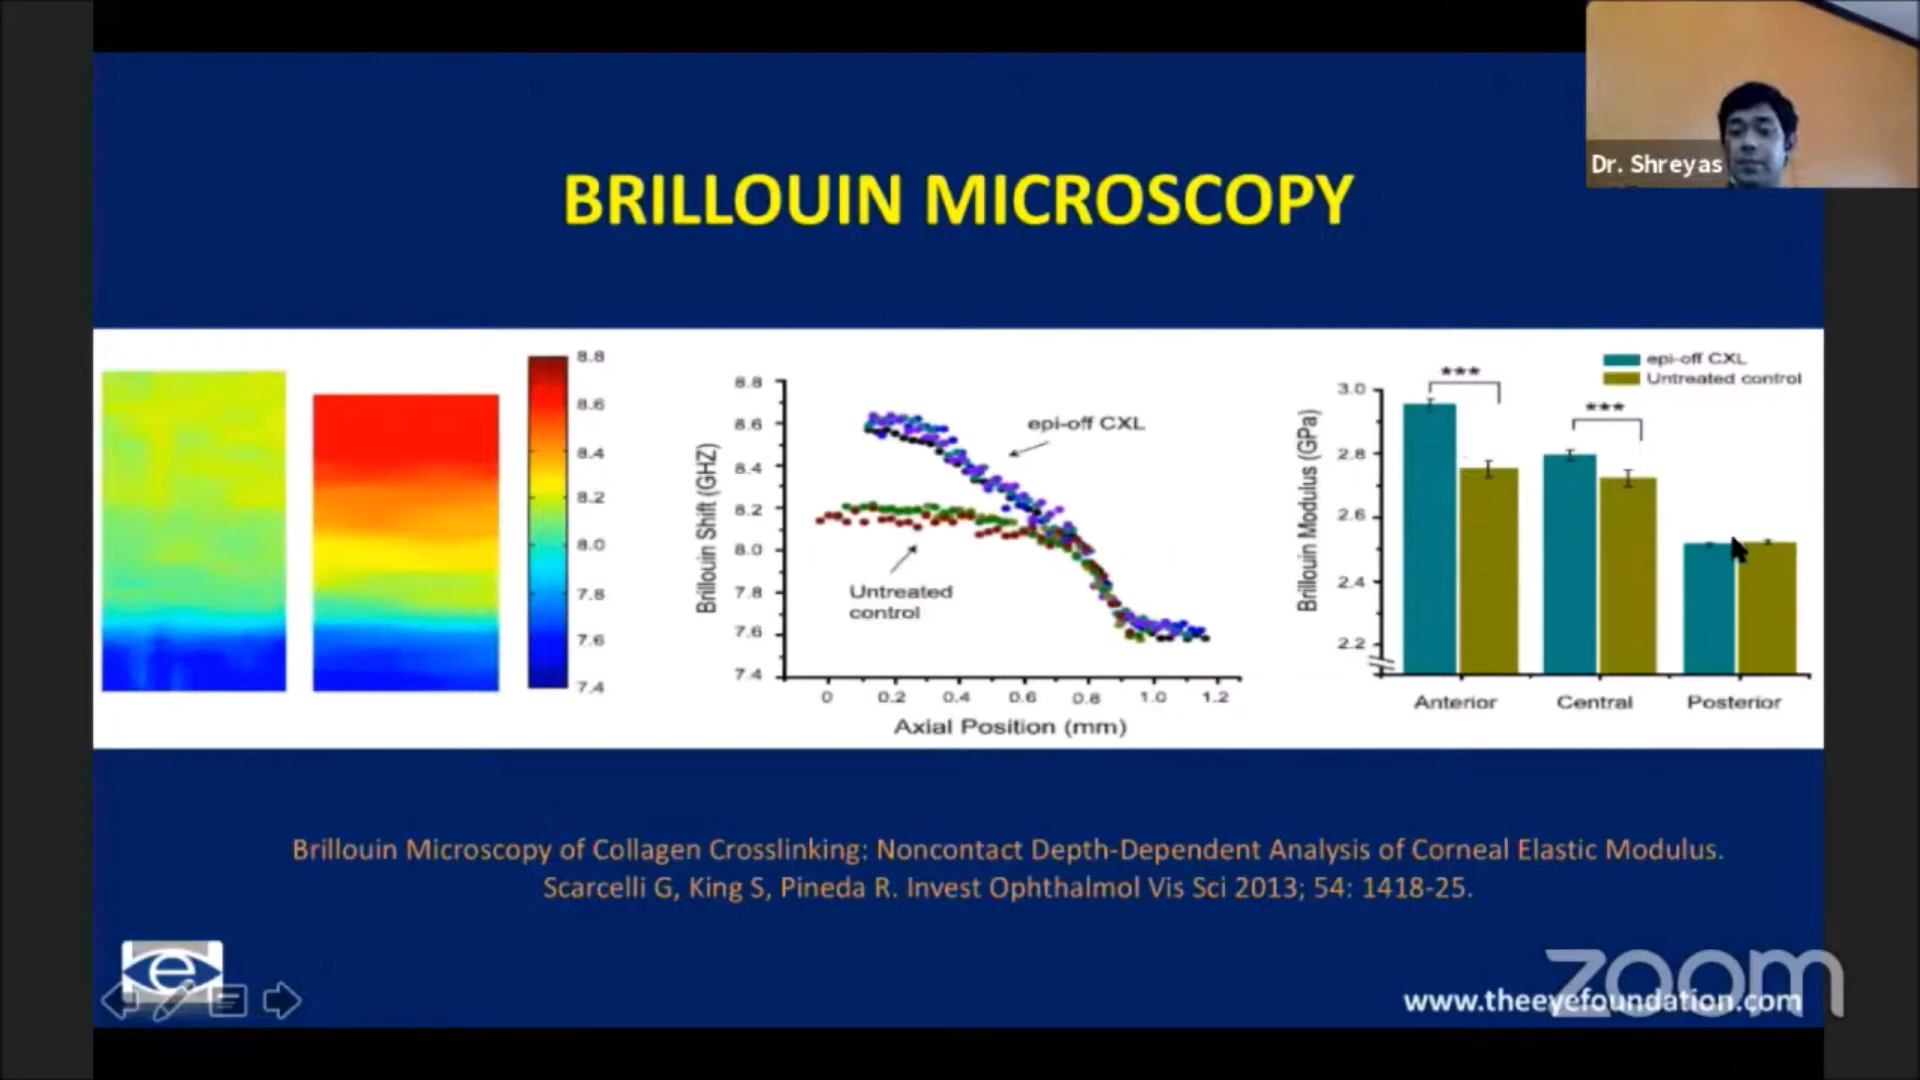 Dr. Shreyas
BRILLOUIN MICROSCOPY
8.8
8.6
8.4
8.2
8.0
7.8
7.6
7.4
Brillouin Shift (GHZ)
8.8
8.6
8.4
8.2
8.0
7.8
7.6
7.4
epi-off CXL
Untreated
control
0 0.2 0.4 0.6 0.8 1.0 1.2
Axial Position (mm)
epi-off CXL
Untreated control
Brillouin Modulus (GPa)
3.0
2.8
2.6
2.4
2.2
***
***
Anterior Central Posterior
Brillouin Microscopy of Collagen Crosslinking: Noncontact Depth-Dependent Analysis of Corneal Elastic Modulus.
Scarcelli G, King S, Pineda R. Invest Ophthalmol Vis Sci 2013; 54: 1418-25.
e
zoom
www.theeyefoundation.com